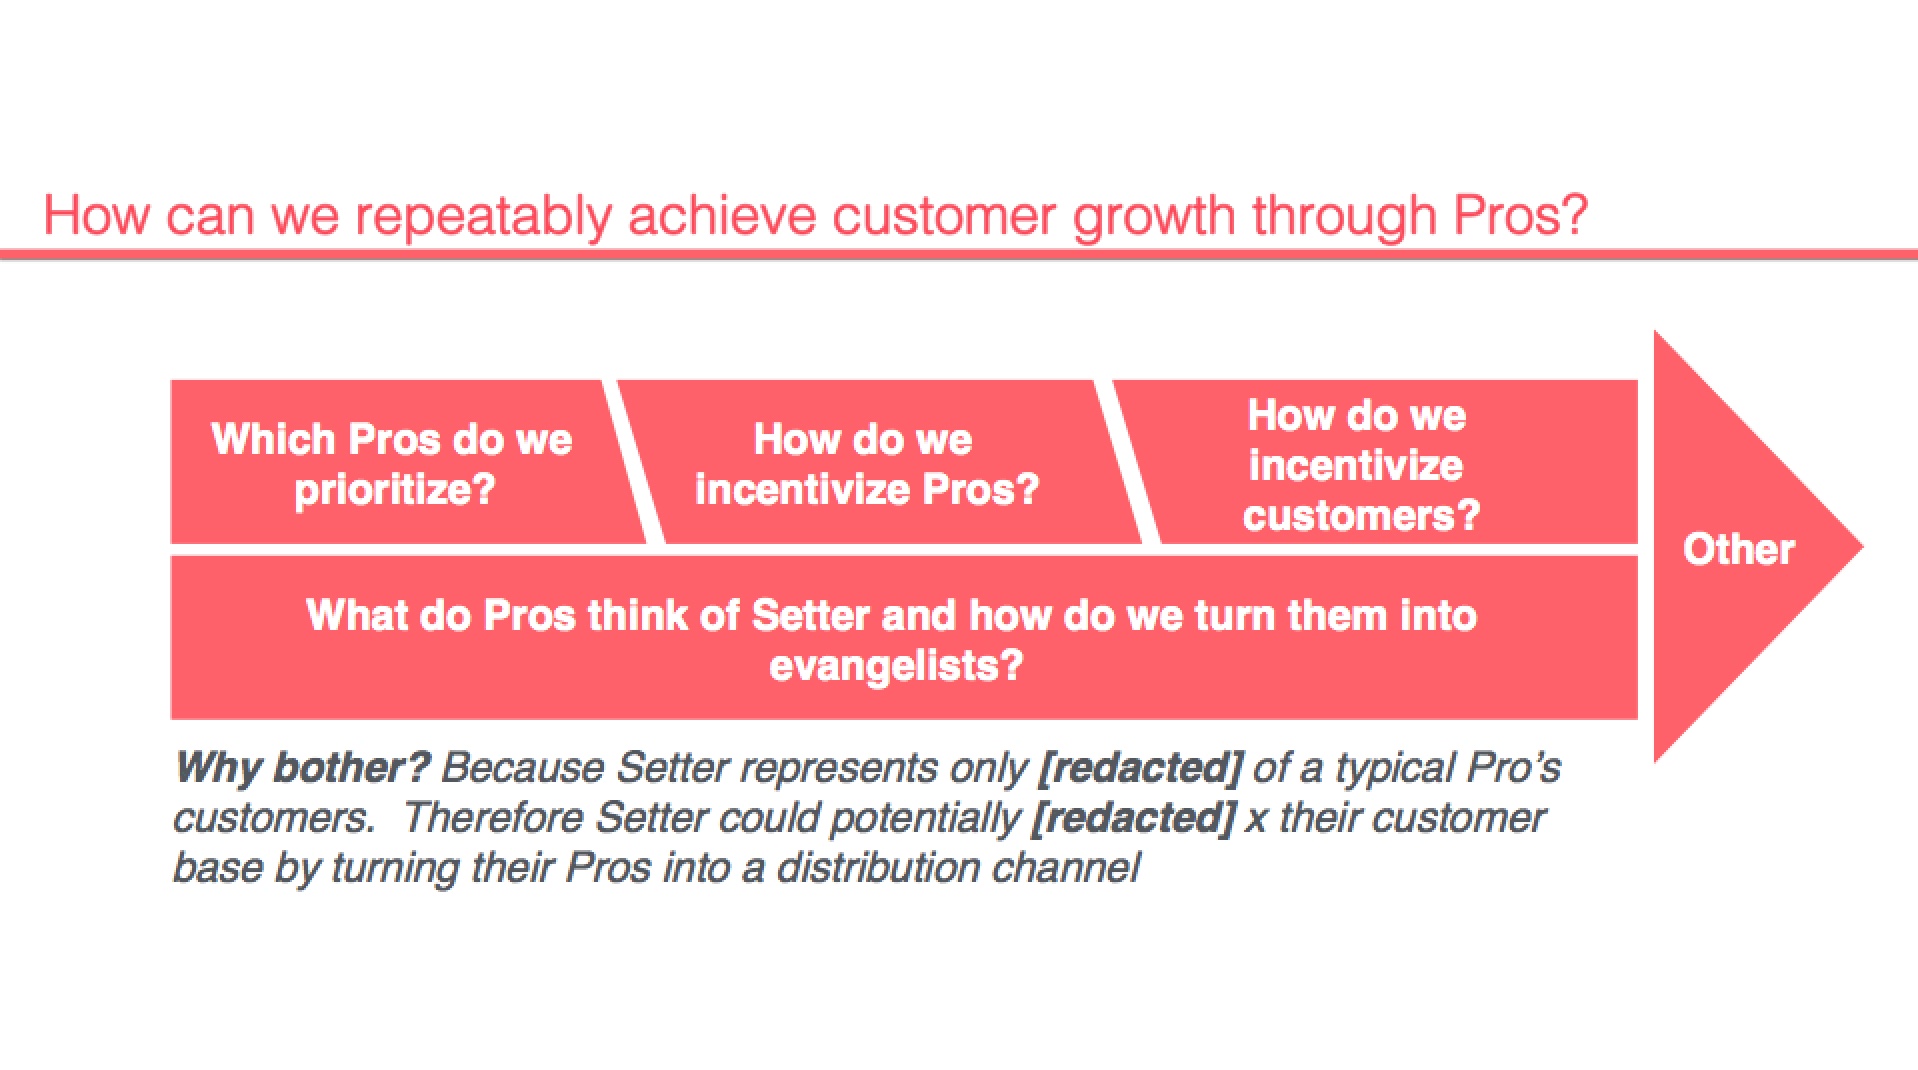 How can we repeatably achieve customer growth through Pros?
Which Pros do we
prioritize?
How do we
incentivize Pros?
How do we
incentivize
customers?
Other
What do Pros think of Setter and how do we turn them into
evangelists?
Why bother? Because Setter represents only [redacted] of a typical Pro’s
customers.  Therefore Setter could potentially [redacted] x their customer
base by turning their Pros into a distribution channel